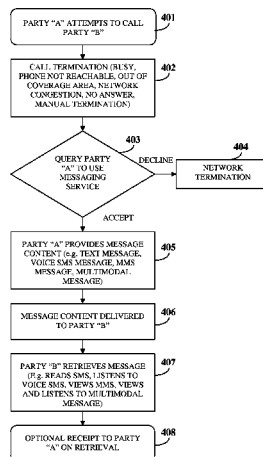 PARTY "A" ATTEMPTS TO CALL
PARTY "B"
401
CALL TERMINATION (BUSY,
PHONE NOT REACHABLE, OUT OF
COVERAGE AREA, NETWORK
CONGESTION, NO ANSWER,
MANUAL TERMINATION)
402
QUERY PARTY
"A" TO USE
MESSAGING
SERVICE
403
DECLINE
NETWORK
TERMINATION
404
ACCEPT
PARTY "A" PROVIDES MESSAGE
CONTENT (e.g. TEXT MESSAGE,
VOICE SMS MESSAGE, MMS
MESSAGE, MULTIMODAL
MESSAGE)
405
MESSAGE CONTENT DELIVERED
TO PARTY "B"
406
PARTY "B" RETRIEVES MESSAGE
(E.g. READS SMS, LISTENS TO
VOICE SMS, VIEWS MMS, VIEWS
AND LISTENS TO MULTIMODAL
MESSAGE)
407
OPTIONAL RECEIPT TO PARTY
"A" ON RETRIEVAL
408